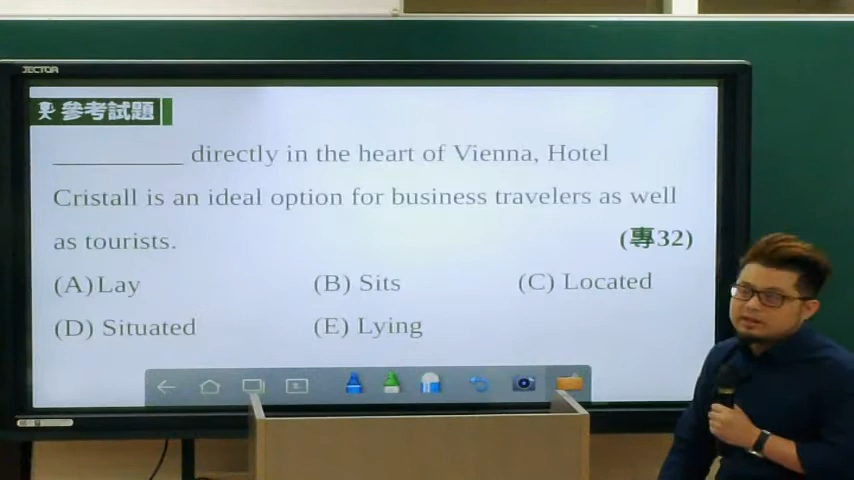 JECTOR
參考試題
__________ directly in the heart of Vienna, Hotel
Cristall is an ideal option for business travelers as well
as tourists. (專32)
(A)Lay (B) Sits (C) Located
(D) Situated (E) Lying